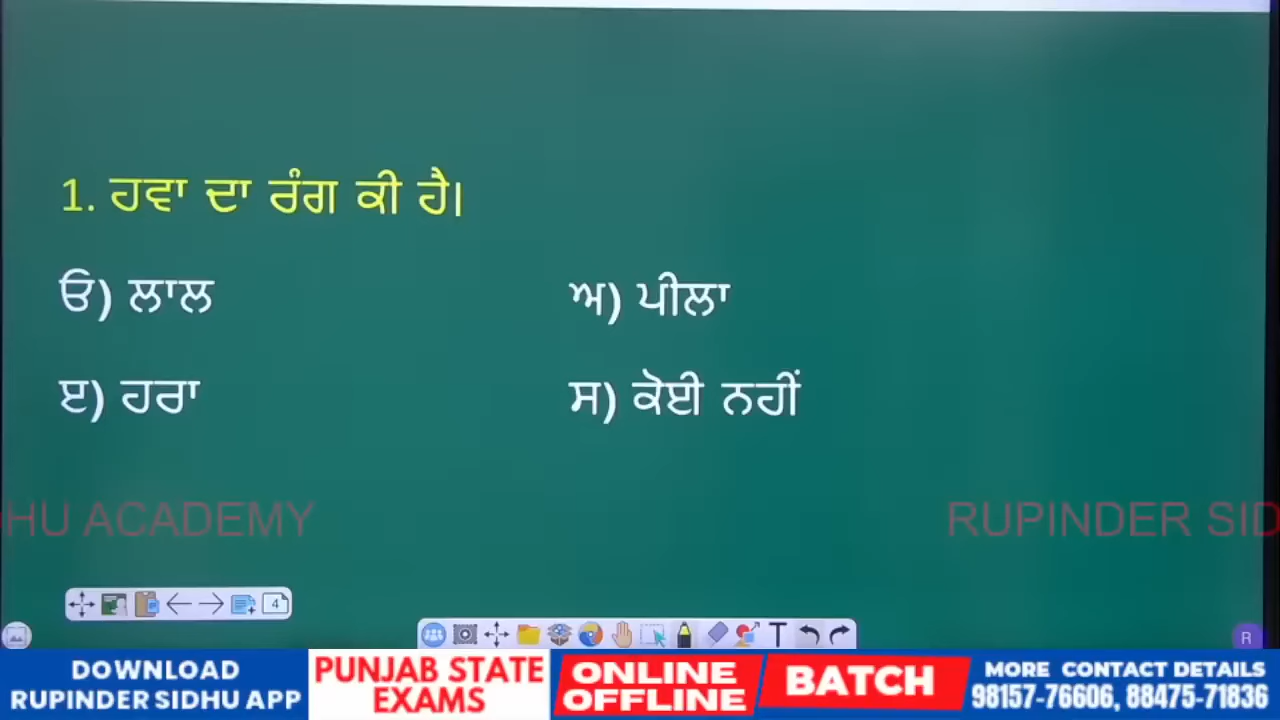 1. ਹਵਾ ਦਾ ਰੰਗ ਕੀ ਹੈ।
ੳ) ਲਾਲ
ਅ) ਪੀਲਾ
ੲ) ਹਰਾ
ਸ) ਕੋਈ ਨਹੀਂ
HU ACADEMY
RUPINDER SID
4
T
R
DOWNLOAD
RUPINDER SIDHU APP
PUNJAB STATE
EXAMS
ONLINE
OFFLINE
BATCH
MORE CONTACT DETAILS
98157-76606, 88475-71836